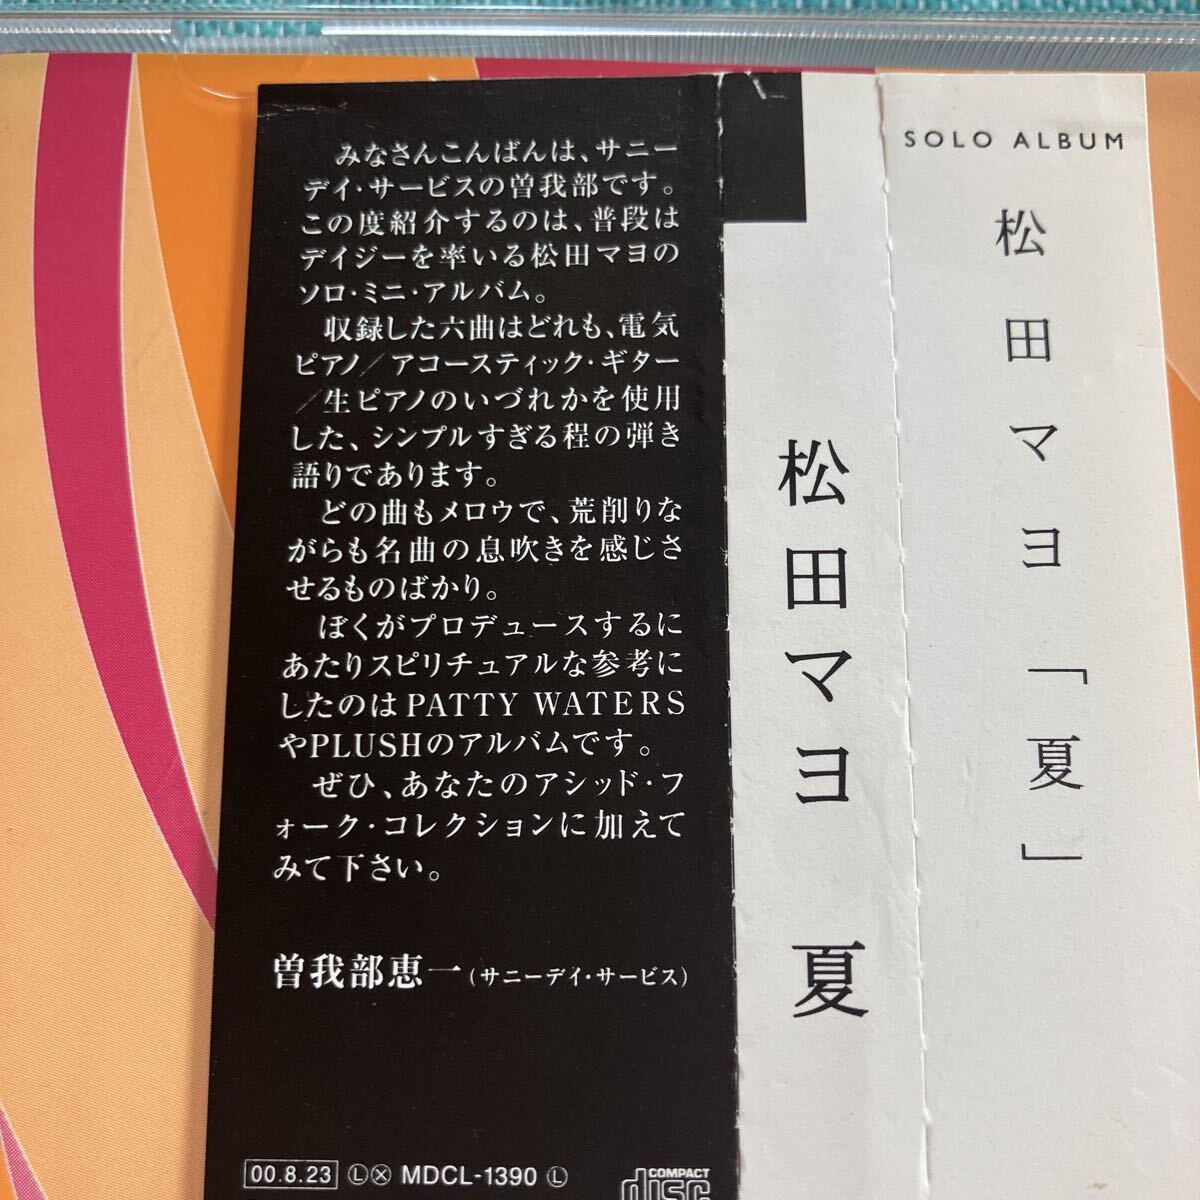 みなさんこんばんは、サニー
デイ・サービスの曽我部です。
この度紹介するのは、普段は
デイジーを率いる松田マヨの
ソロ・ミニ・アルバム。
収録した六曲はどれも、電気
ピアノ/アコースティック・ギター
/生ピアノのいづれかを使用
した、シンプルすぎる程の弾き
語りであります。
どの曲もメロウで、荒削りな
がらも名曲の息吹きを感じさ
せるものばかり。
ぼくがプロデュースするに
あたりスピリチュアルな参考に
したのはPATTY WATERS
やPLUSHのアルバムです。
ぜひ、あなたのアシッド・フ
ォーク・コレクションに加えて
みて下さい。
曽我部恵一(サニーデイ・サービス)
00.8.23 Ⓛⓧ MDCL-1390 Ⓛ
COMPACT
disc
松田マヨ 夏
SOLO ALBUM
松田マヨ「夏」